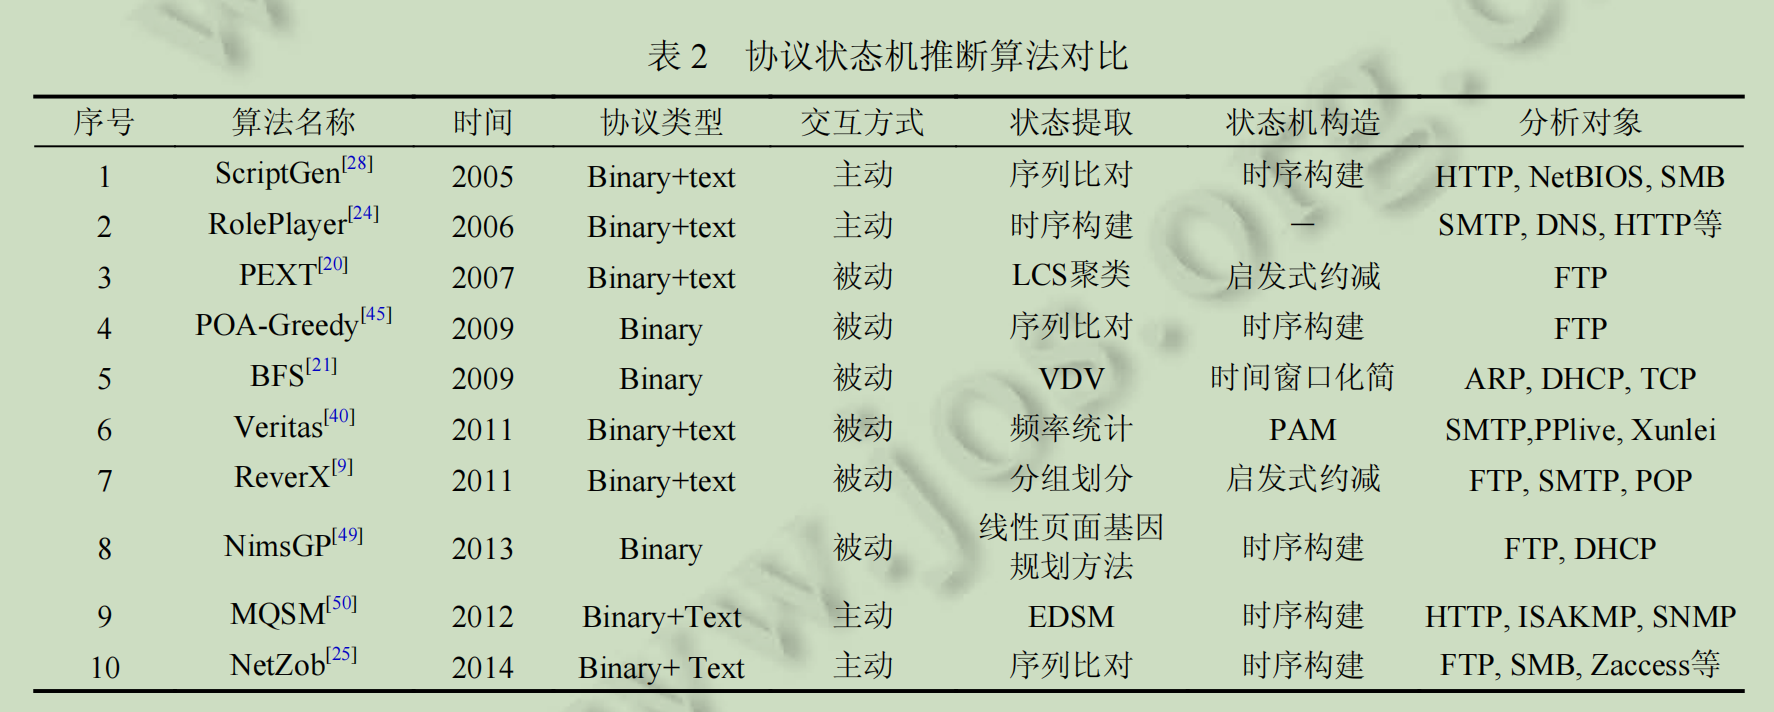 表 2 协议状态机推断算法对比
序号 算法名称 时间 协议类型 交互方式 状态提取 状态机构造 分析对象
1 ScriptGen[28] 2005 Binary+text 主动 序列比对 时序构建 HTTP, NetBIOS, SMB
2 RolePlayer[24] 2006 Binary+text 主动 时序构建 — SMTP, DNS, HTTP等
3 PEXT[20] 2007 Binary+text 被动 LCS聚类 启发式约减 FTP
4 POA-Greedy[45] 2009 Binary 被动 序列比对 时序构建 FTP
5 BFS[21] 2009 Binary 被动 VDV 时间窗口化简 ARP, DHCP, TCP
6 Veritas[40] 2011 Binary+text 被动 频率统计 PAM SMTP,PPlive, Xunlei
7 ReverX[9] 2011 Binary+text 被动 分组划分 启发式约减 FTP, SMTP, POP
8 NimsGP[49] 2013 Binary 被动 线性页面基因 时序构建 FTP, DHCP
规划方法
9 MQSM[50] 2012 Binary+Text 主动 EDSM 时序构建 HTTP, ISAKMP, SNMP
10 NetZob[25] 2014 Binary+ Text 主动 序列比对 时序构建 FTP, SMB, Zaccess等